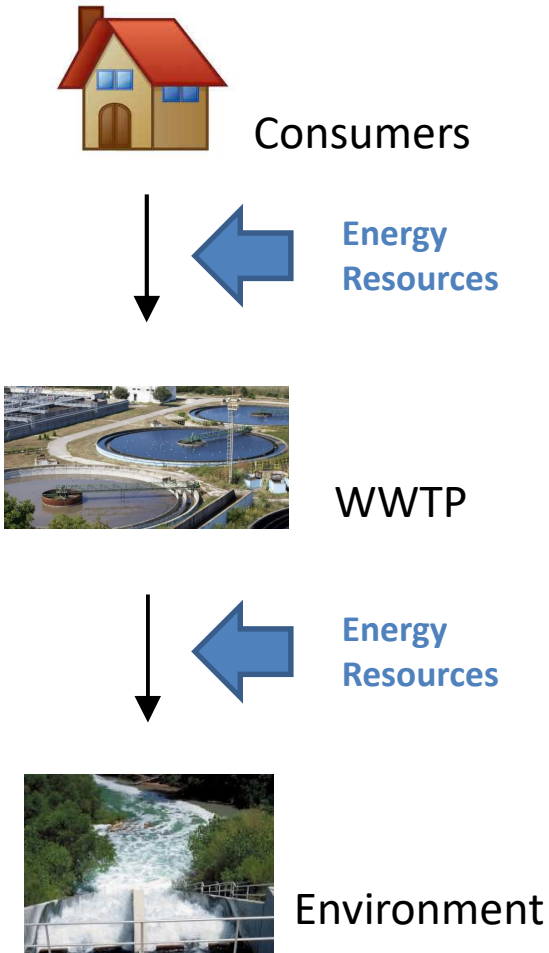 Consumers
Energy
Resources
WWTP
Energy
Resources
Environment